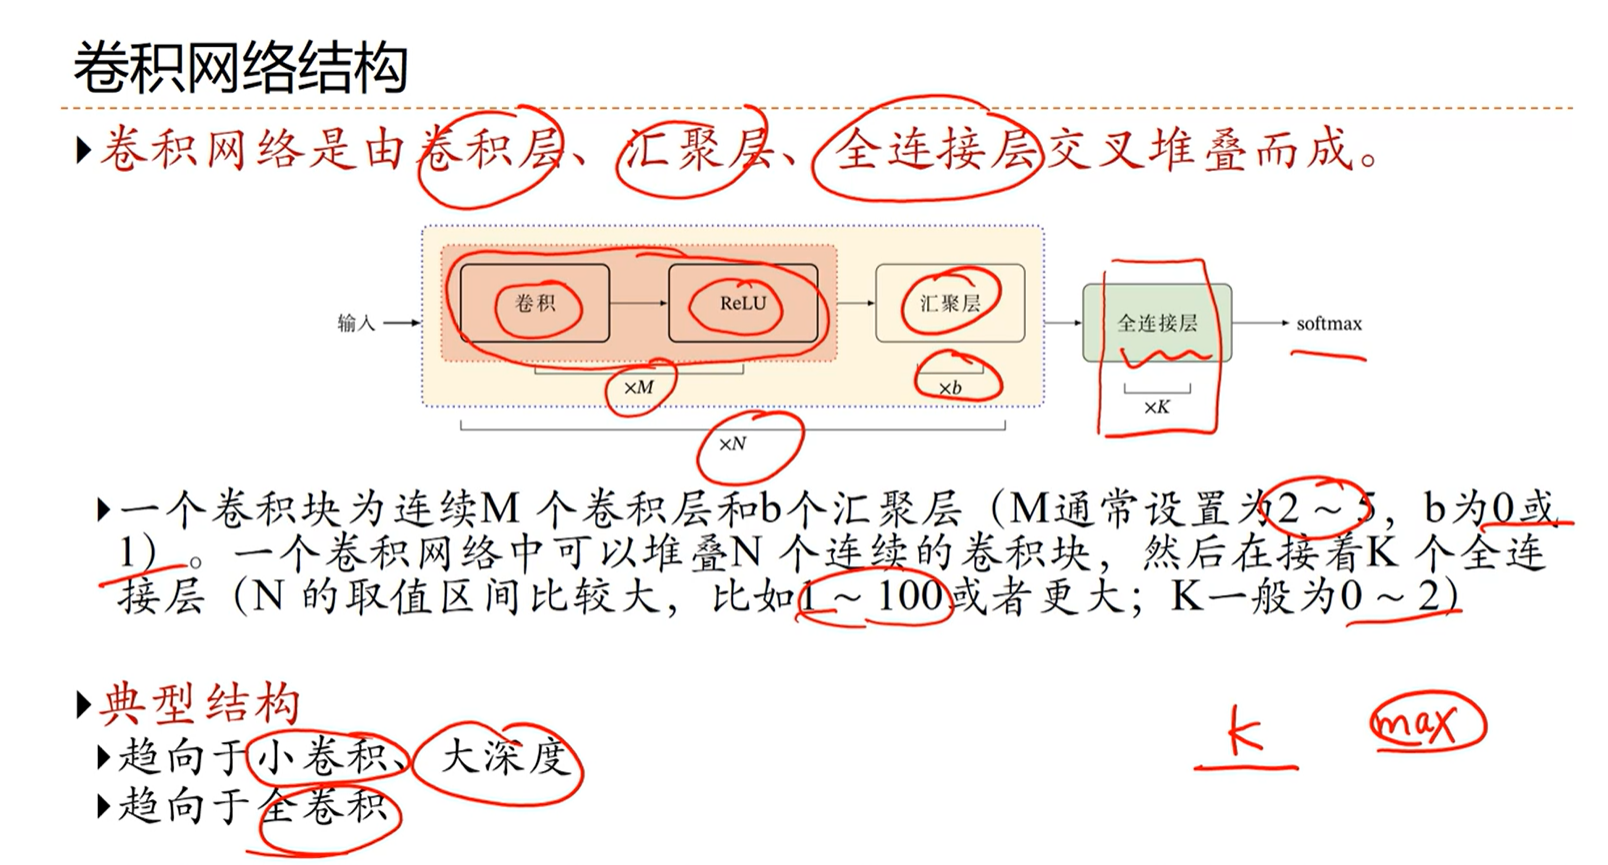 卷积网络结构
卷积网络是由卷积层、汇聚层、全连接层交叉堆叠而成。
输入
卷积
ReLU
汇聚层
全连接层
softmax
×M
×b
×K
×N
一个卷积块为连续M 个卷积层和b个汇聚层（M通常设置为2 ~ 5，b为0或
1）。一个卷积网络中可以堆叠N 个连续的卷积块，然后在接着K 个全连
接层（N 的取值区间比较大，比如1 ~ 100或者更大；K一般为0 ~ 2）
典型结构
趋向于小卷积、大深度
趋向于全卷积
k
max